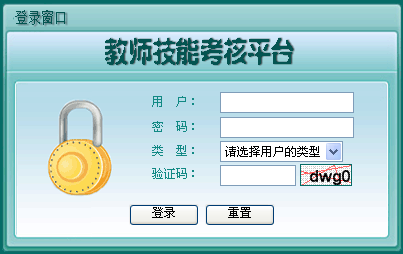 登录窗口
教师技能考核平台
用 户：
密 码：
类 型： 请选择用户的类型
验证码： dwg0
登录 重置